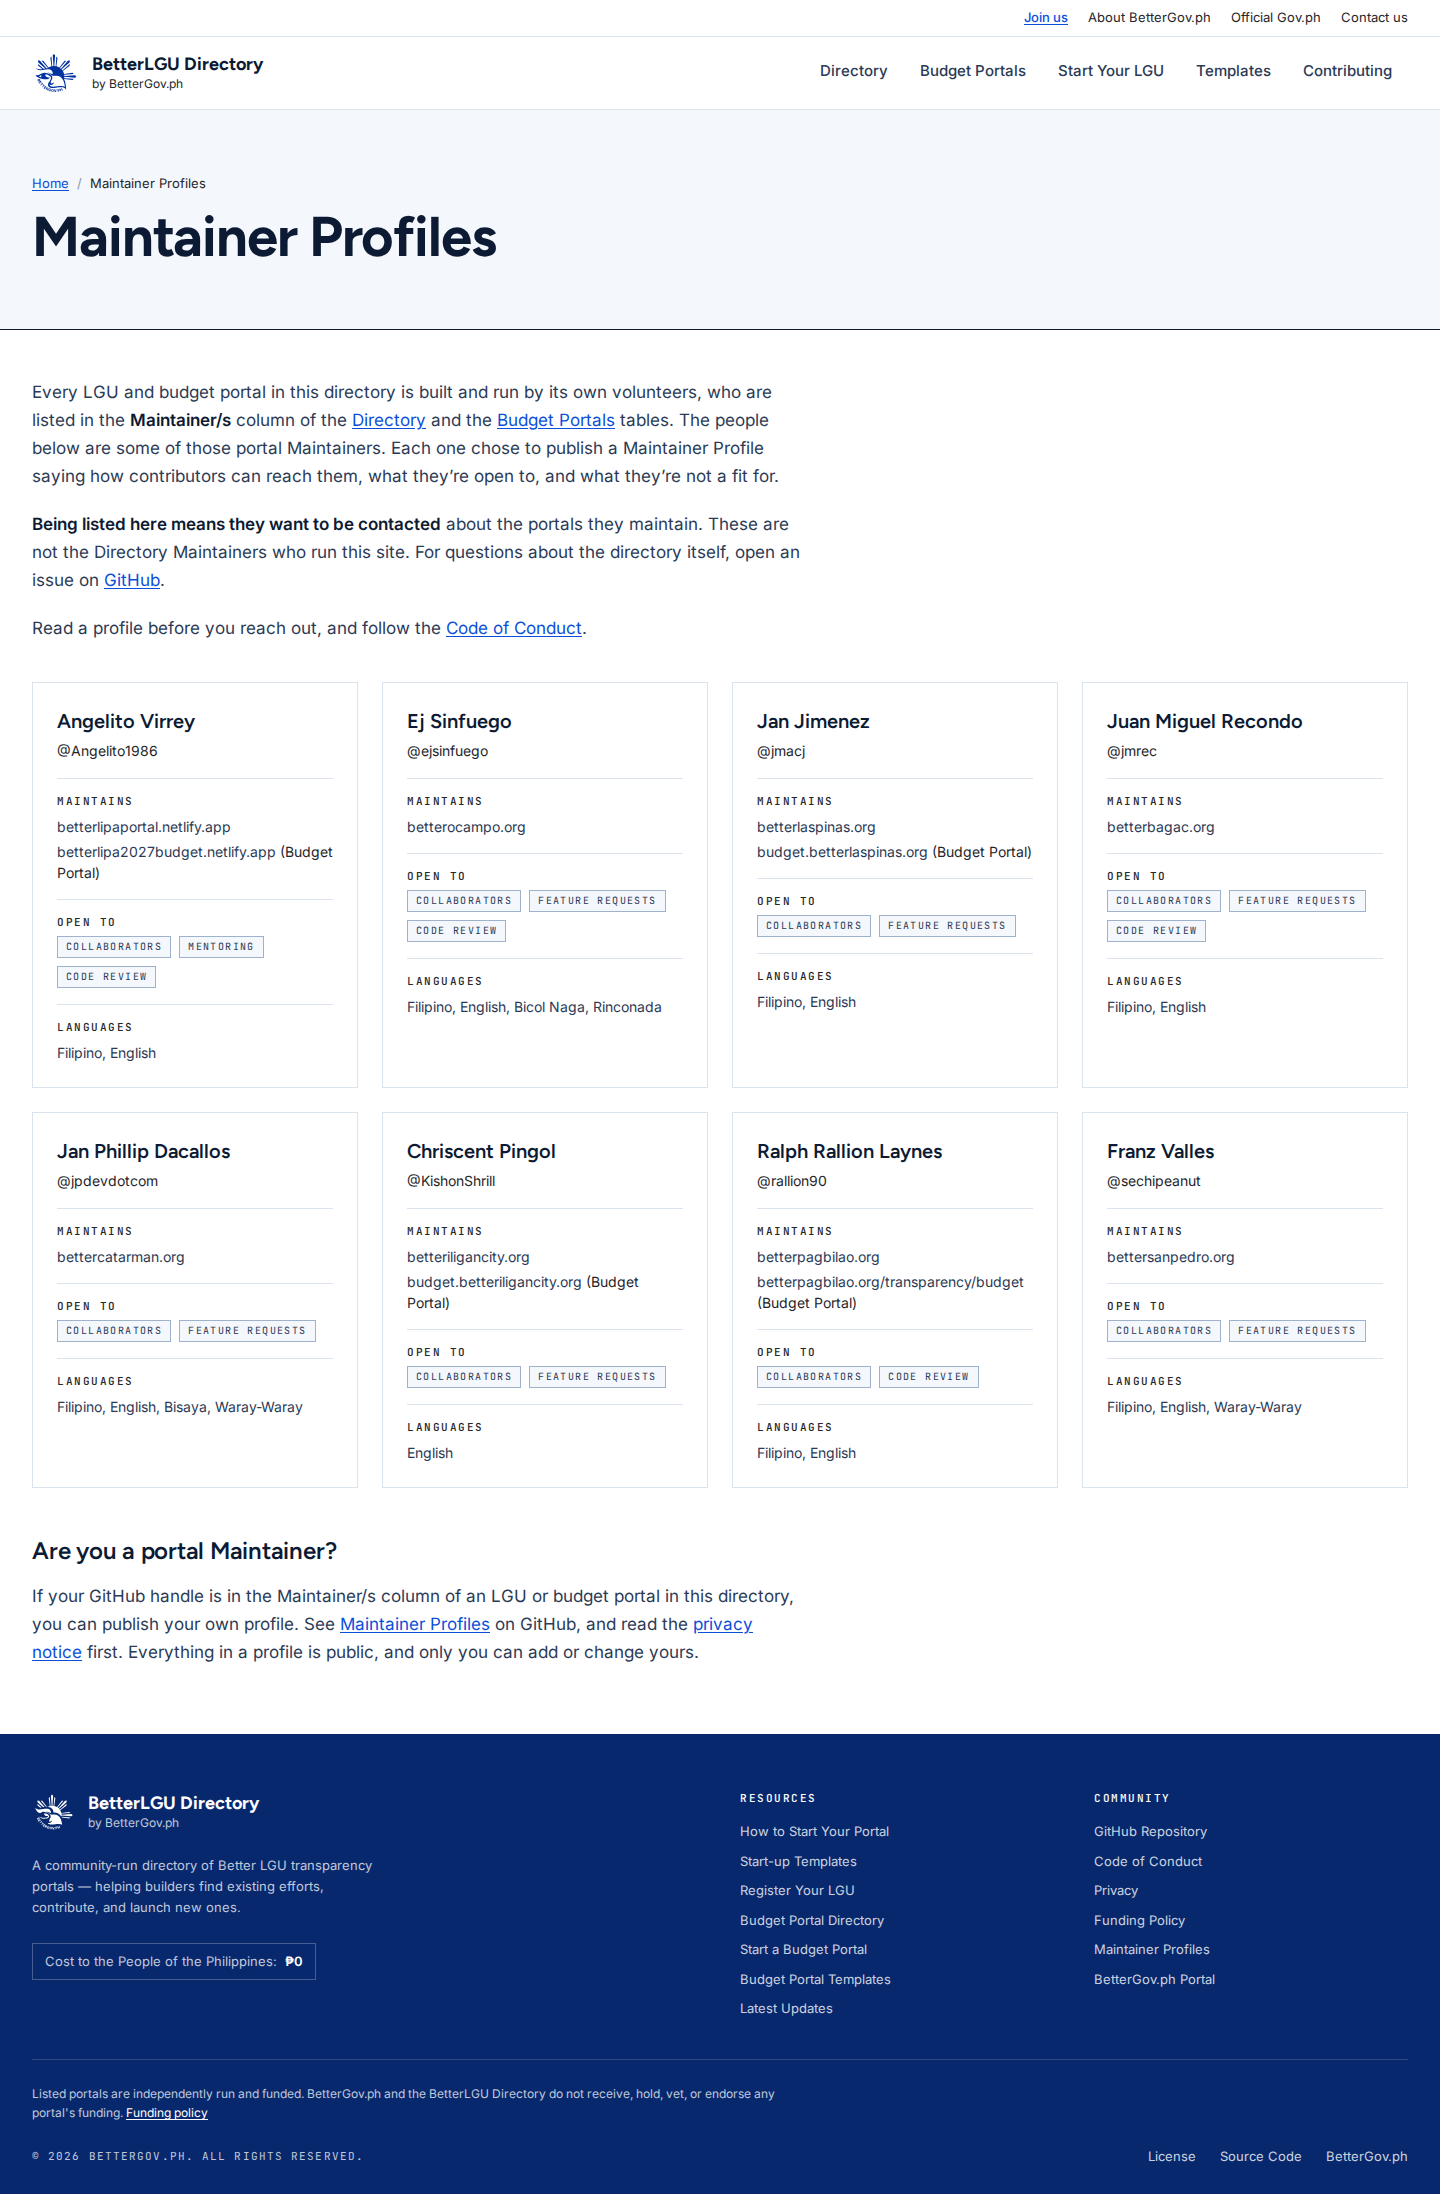 Join us About BetterGov.ph Official Gov.ph Contact us
BetterLGU Directory
by BetterGov.ph
Directory Budget Portals Start Your LGU Templates Contributing
Home / Maintainer Profiles
Maintainer Profiles
Every LGU and budget portal in this directory is built and run by its own volunteers, who are
listed in the Maintainer/s column of the Directory and the Budget Portals tables. The people
below are some of those portal Maintainers. Each one chose to publish a Maintainer Profile
saying how contributors can reach them, what they’re open to, and what they’re not a fit for.
Being listed here means they want to be contacted about the portals they maintain. These are
not the Directory Maintainers who run this site. For questions about the directory itself, open an
issue on GitHub.
Read a profile before you reach out, and follow the Code of Conduct.
Angelito Virrey
@Angelito1986
MAINTAINS
betterlipaportal.netlify.app
betterlipa2027budget.netlify.app (Budget
Portal)
OPEN TO
COLLABORATORS MENTORING
CODE REVIEW
LANGUAGES
Filipino, English
Ej Sinfuego
@ejsinfuego
MAINTAINS
betterocampo.org
OPEN TO
COLLABORATORS FEATURE REQUESTS
CODE REVIEW
LANGUAGES
Filipino, English, Bicol Naga, Rinconada
Jan Jimenez
@jmacj
MAINTAINS
betterlaspinas.org
budget.betterlaspinas.org (Budget Portal)
OPEN TO
COLLABORATORS FEATURE REQUESTS
LANGUAGES
Filipino, English
Juan Miguel Recondo
@jmrec
MAINTAINS
betterbagac.org
OPEN TO
COLLABORATORS FEATURE REQUESTS
CODE REVIEW
LANGUAGES
Filipino, English
Jan Phillip Dacallos
@jpdevdotcom
MAINTAINS
bettercatarman.org
OPEN TO
COLLABORATORS FEATURE REQUESTS
LANGUAGES
Filipino, English, Bisaya, Waray-Waray
Chriscent Pingol
@KishonShrill
MAINTAINS
betteriligancity.org
budget.betteriligancity.org (Budget
Portal)
OPEN TO
COLLABORATORS FEATURE REQUESTS
LANGUAGES
English
Ralph Rallion Laynes
@rallion90
MAINTAINS
betterpagbilao.org
betterpagbilao.org/transparency/budget
(Budget Portal)
OPEN TO
COLLABORATORS CODE REVIEW
LANGUAGES
Filipino, English
Franz Valles
@sechipeanut
MAINTAINS
bettersanpedro.org
OPEN TO
COLLABORATORS FEATURE REQUESTS
LANGUAGES
Filipino, English, Waray-Waray
Are you a portal Maintainer?
If your GitHub handle is in the Maintainer/s column of an LGU or budget portal in this directory,
you can publish your own profile. See Maintainer Profiles on GitHub, and read the privacy
notice first. Everything in a profile is public, and only you can add or change yours.
BetterLGU Directory
by BetterGov.ph
A community-run directory of Better LGU transparency
portals — helping builders find existing efforts,
contribute, and launch new ones.
Cost to the People of the Philippines: ₱0
RESOURCES
How to Start Your Portal
Start-up Templates
Register Your LGU
Budget Portal Directory
Start a Budget Portal
Budget Portal Templates
Latest Updates
COMMUNITY
GitHub Repository
Code of Conduct
Privacy
Funding Policy
Maintainer Profiles
BetterGov.ph Portal
Listed portals are independently run and funded. BetterGov.ph and the BetterLGU Directory do not receive, hold, vet, or endorse any
portal's funding. Funding policy
© 2026 BETTERGOV.PH. ALL RIGHTS RESERVED.
License Source Code BetterGov.ph